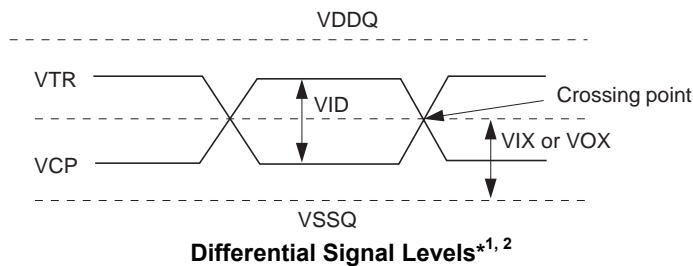 VDDQ
VTR
VID
Crossing point
VIX or VOX
VCP
VSSQ
Differential Signal Levels*1, 2